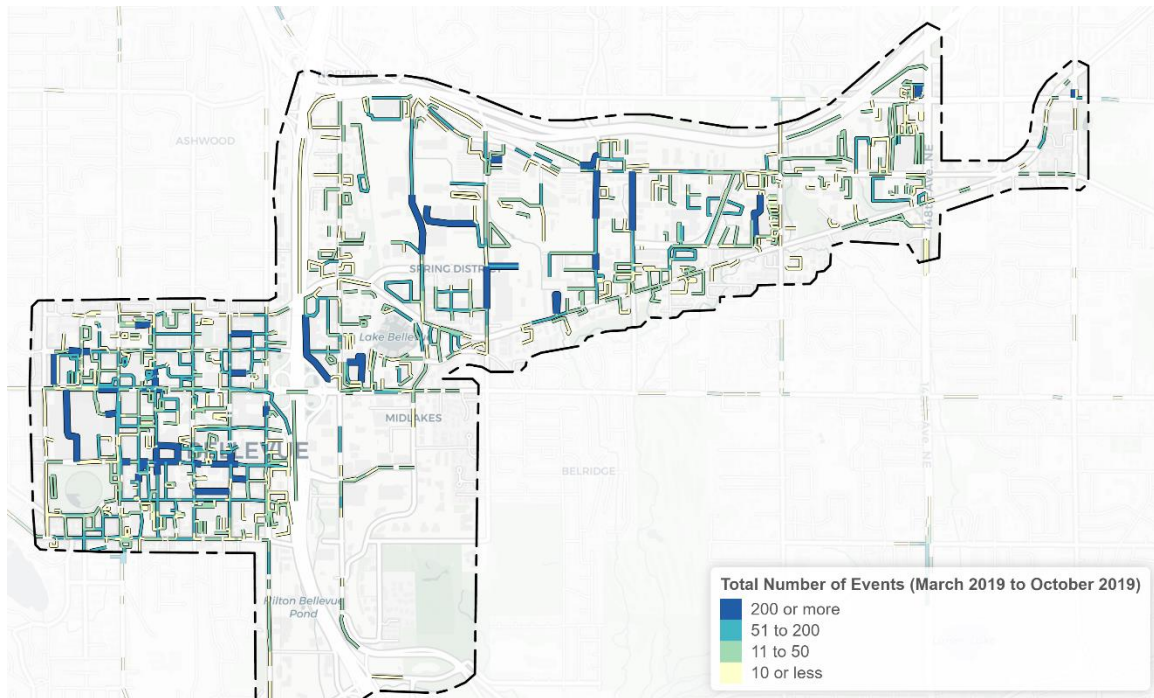 ASHWOOD
48th Ave NE
SPRING DISTRICT
Lake Bellevue
MIDLAKES
BELLEVUE
BELRIDGE
Hilton Bellevue
Pond
Total Number of Events (March 2019 to October 2019)
200 or more
51 to 200
11 to 50
10 or less